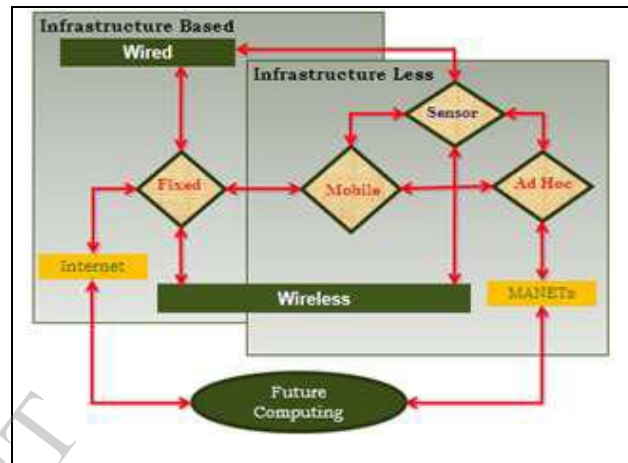 Infrastructure Based
Wired
Infrastructure Less
Sensor
Fixed
Mobile
Ad Hoc
Internet
Wireless
MANETs
Future
Computing